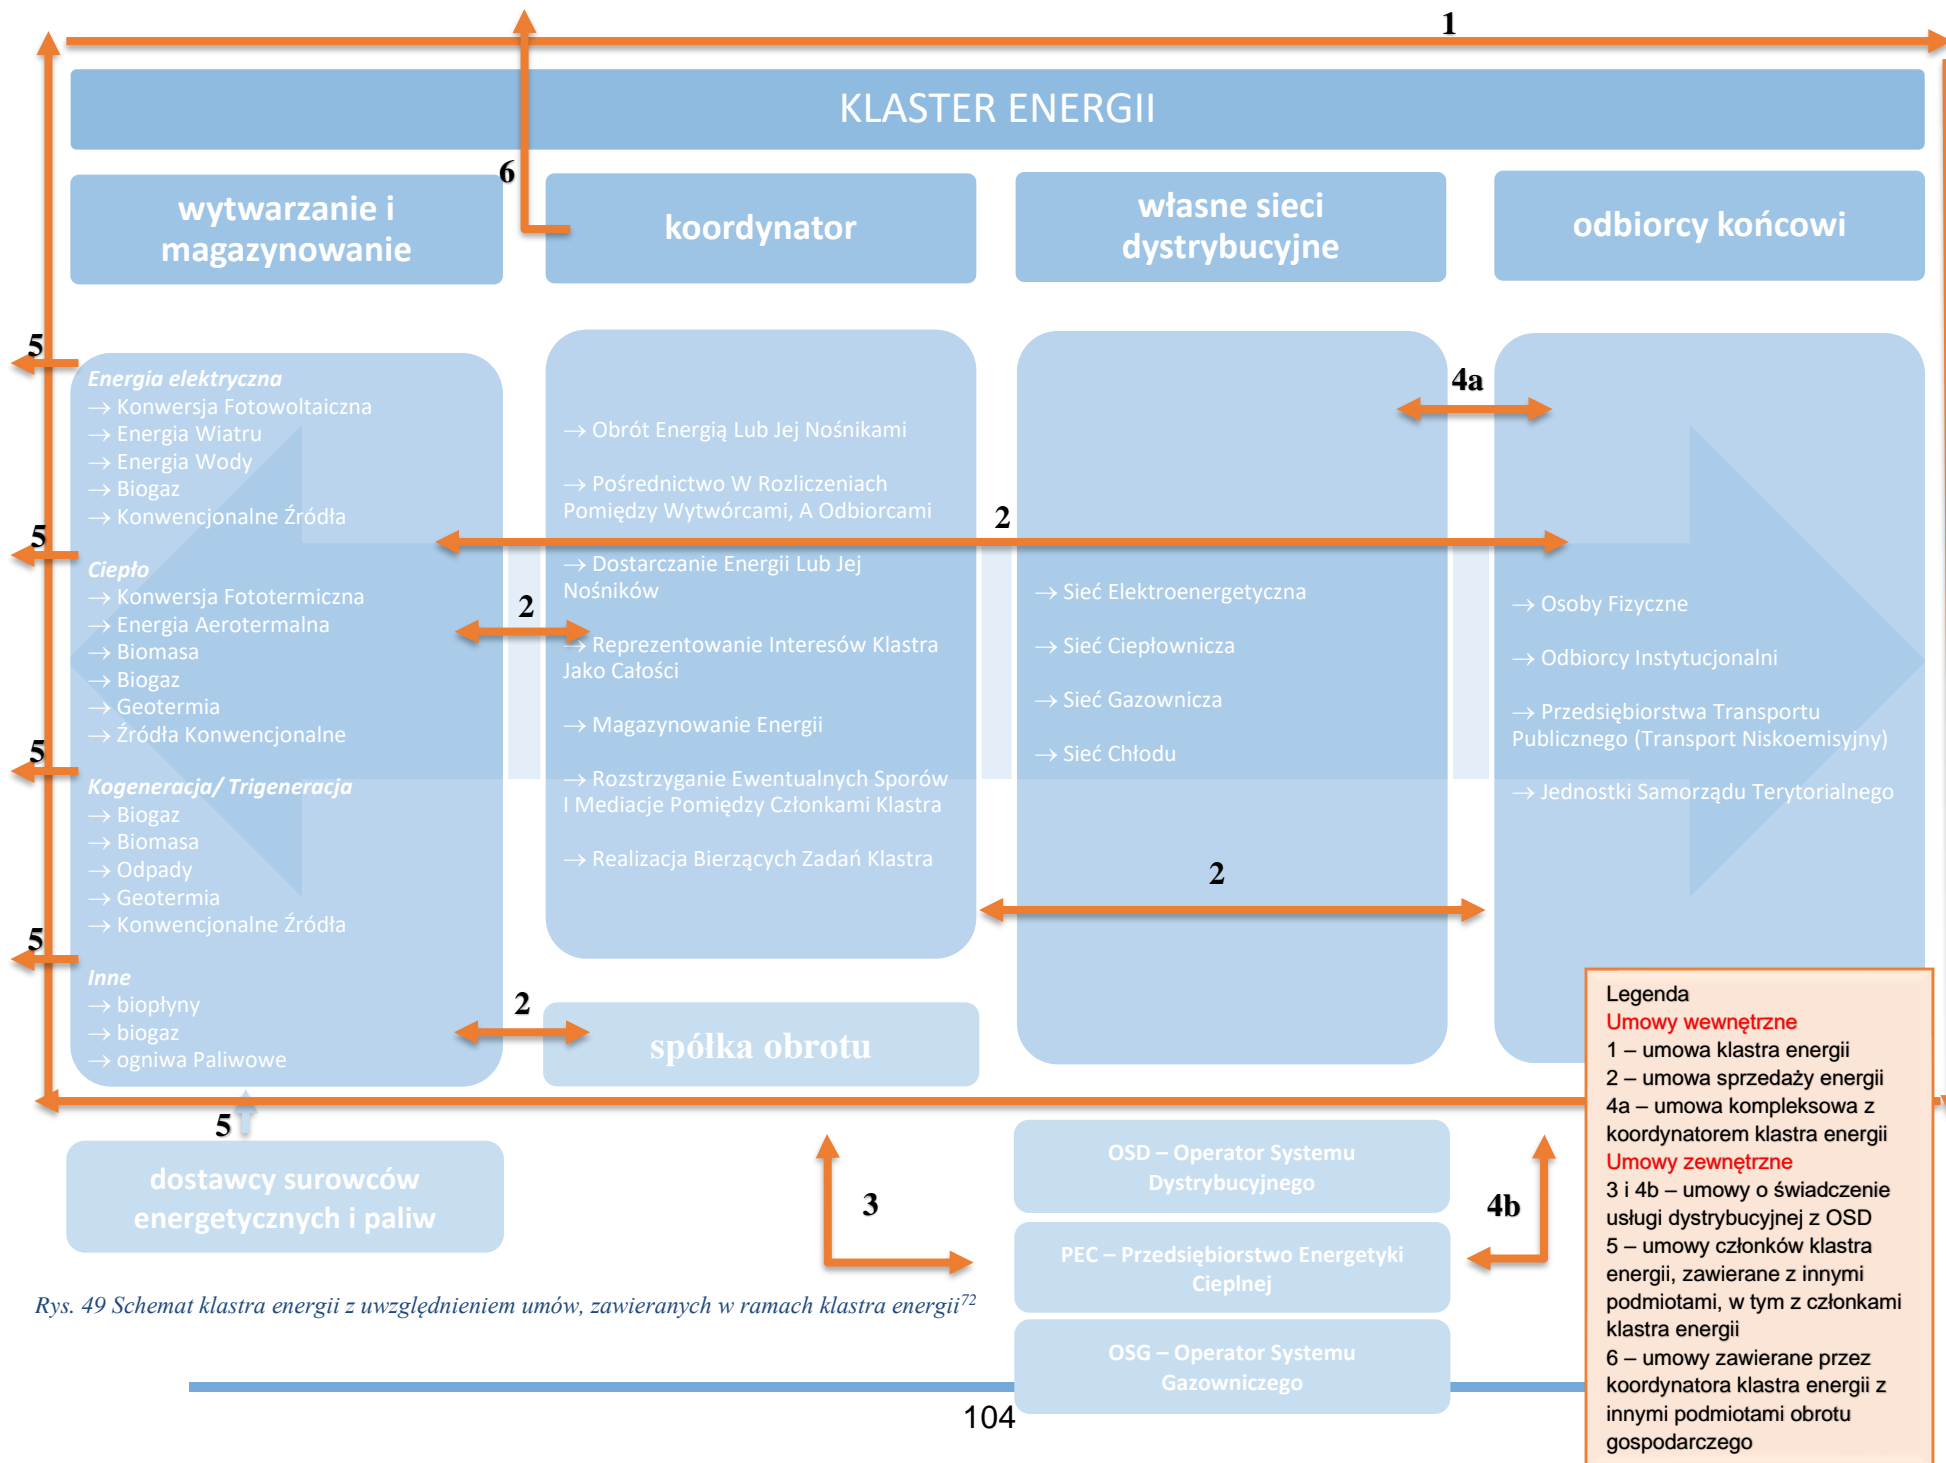 1
KLASTER ENERGII
6
wytwarzanie i
magazynowanie
koordynator
własne sieci
dystrybucyjne
odbiorcy końcowi
5
5
5
5
Energia elektryczna
→ Konwersja Fotowoltaiczna
→ Energia Wiatru
→ Energia Wody
→ Biogaz
→ Konwencjonalne Źródła
Ciepło
→ Konwersja Fototermiczna
→ Energia Aerotermalna
→ Biomasa
→ Biogaz
→ Geotermia
→ Źródła Konwencjonalne
Kogeneracja/ Trigeneracja
→ Biogaz
→ Biomasa
→ Odpady
→ Geotermia
→ Konwencjonalne Źródła
Inne
→ biopłyny
→ biogaz
→ ogniwa Paliwowe
2
2
→ Obrót Energią Lub Jej Nośnikami
→ Pośrednictwo W Rozliczeniach
Pomiędzy Wytwórcami, A Odbiorcami
→ Dostarczanie Energii Lub Jej
Nośników
→ Reprezentowanie Interesów Klastra
Jako Całości
→ Magazynowanie Energii
→ Rozstrzyganie Ewentualnych Sporów
I Mediacje Pomiędzy Członkami Klastra
→ Realizacja Bierzących Zadań Klastra
spółka obrotu
2
→ Sieć Elektroenergetyczna
→ Sieć Ciepłownicza
→ Sieć Gazownicza
→ Sieć Chłodu
2
4a
→ Osoby Fizyczne
→ Odbiorcy Instytucjonalni
→ Przedsiębiorstwa Transportu
Publicznego (Transport Niskoemisyjny)
→ Jednostki Samorządu Terytorialnego
5
dostawcy surowców
energetycznych i paliw
3
OSD – Operator Systemu
Dystrybucyjnego
PEC – Przedsiębiorstwo Energetyki
Cieplnej
OSG – Operator Systemu
Gazowniczego
4b
Legenda
Umowy wewnętrzne
1 – umowa klastra energii
2 – umowa sprzedaży energii
4a – umowa kompleksowa z
koordynatorem klastra energii
Umowy zewnętrzne
3 i 4b – umowy o świadczenie
usługi dystrybucyjnej z OSD
5 – umowy członków klastra
energii, zawierane z innymi
podmiotami, w tym z członkami
klastra energii
6 – umowy zawierane przez
koordynatora klastra energii z
innymi podmiotami obrotu
gospodarczego
Rys. 49 Schemat klastra energii z uwzględnieniem umów, zawieranych w ramach klastra energii72
104